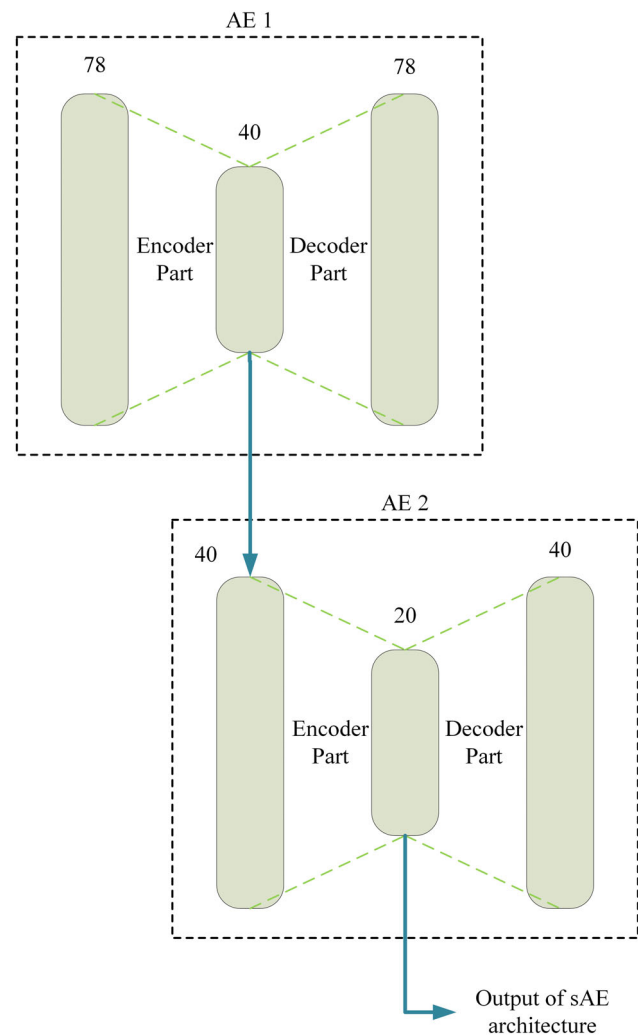 AE 1
78
78
40
Encoder
Part
Decoder
Part
AE 2
40
40
20
Encoder
Part
Decoder
Part
Output of sAE
architecture